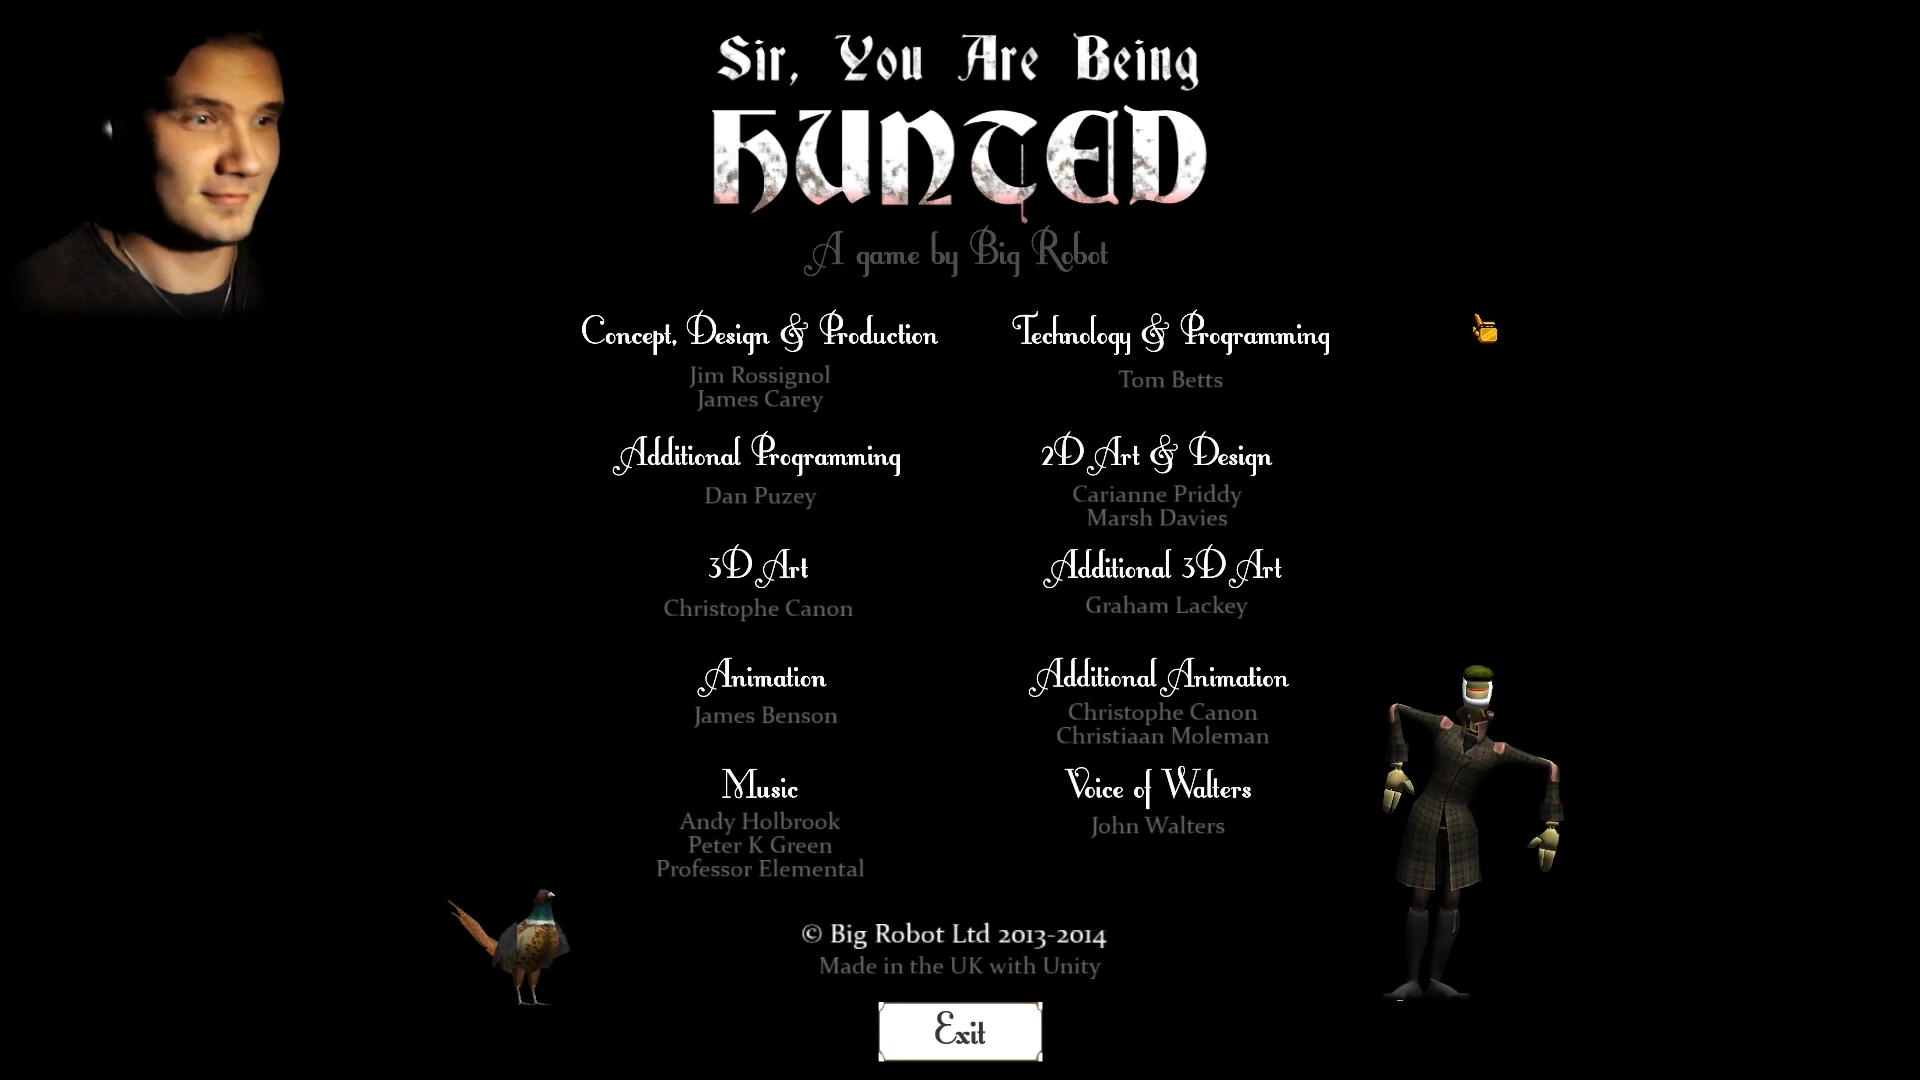 Sir, You Are Being
HUNTED
A game by Big Robot
Concept, Design & Production
Jim Rossignol
James Carey
Technology & Programming
Tom Betts
Additional Programming
Dan Puzey
2D Art & Design
Carianne Priddy
Marsh Davies
3D Art
Christophe Canon
Additional 3D Art
Graham Lackey
Animation
James Benson
Additional Animation
Christophe Canon
Christiaan Moleman
Music
Andy Holbrook
Peter K Green
Professor Elemental
Voice of Walters
John Walters
© Big Robot Ltd 2013-2014
Made in the UK with Unity
Exit